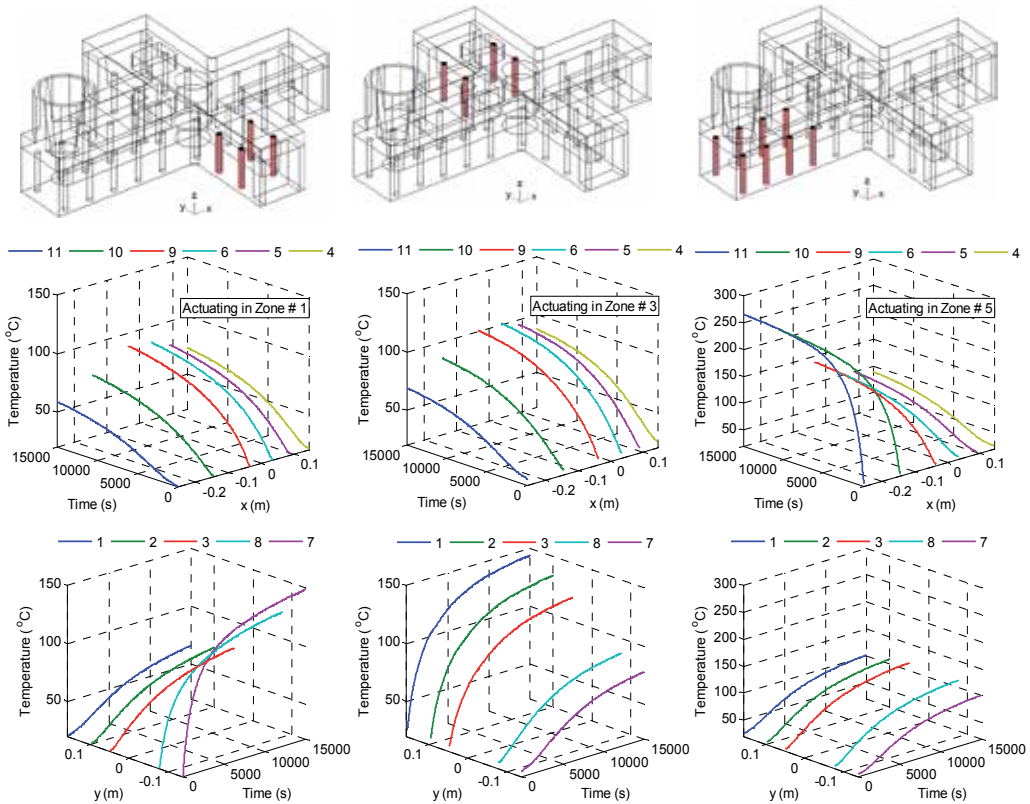 z
y x
z
y x
z
y x
11 10 9 6 5 4
11 10 9 6 5 4
11 10 9 6 5 4
Actuating in Zone # 1
Temperature (°C)
150
100
50
15000
10000
5000
0
Time (s)
-0.2
-0.1
0
0.1
x (m)
Actuating in Zone # 3
Temperature (°C)
150
100
50
15000
10000
5000
0
Time (s)
-0.2
-0.1
0
0.1
x (m)
Actuating in Zone # 5
Temperature (°C)
300
250
200
150
100
50
15000
10000
5000
0
Time (s)
-0.2
-0.1
0
0.1
x (m)
1 2 3 8 7
1 2 3 8 7
1 2 3 8 7
Temperature (°C)
150
100
50
0.1
0
-0.1
y (m)
0
5000
10000
15000
Time (s)
Temperature (°C)
150
100
50
0.1
0
-0.1
y (m)
0
5000
10000
15000
Time (s)
Temperature (°C)
300
250
200
150
100
50
0.1
0
-0.1
y (m)
0
5000
10000
15000
Time (s)